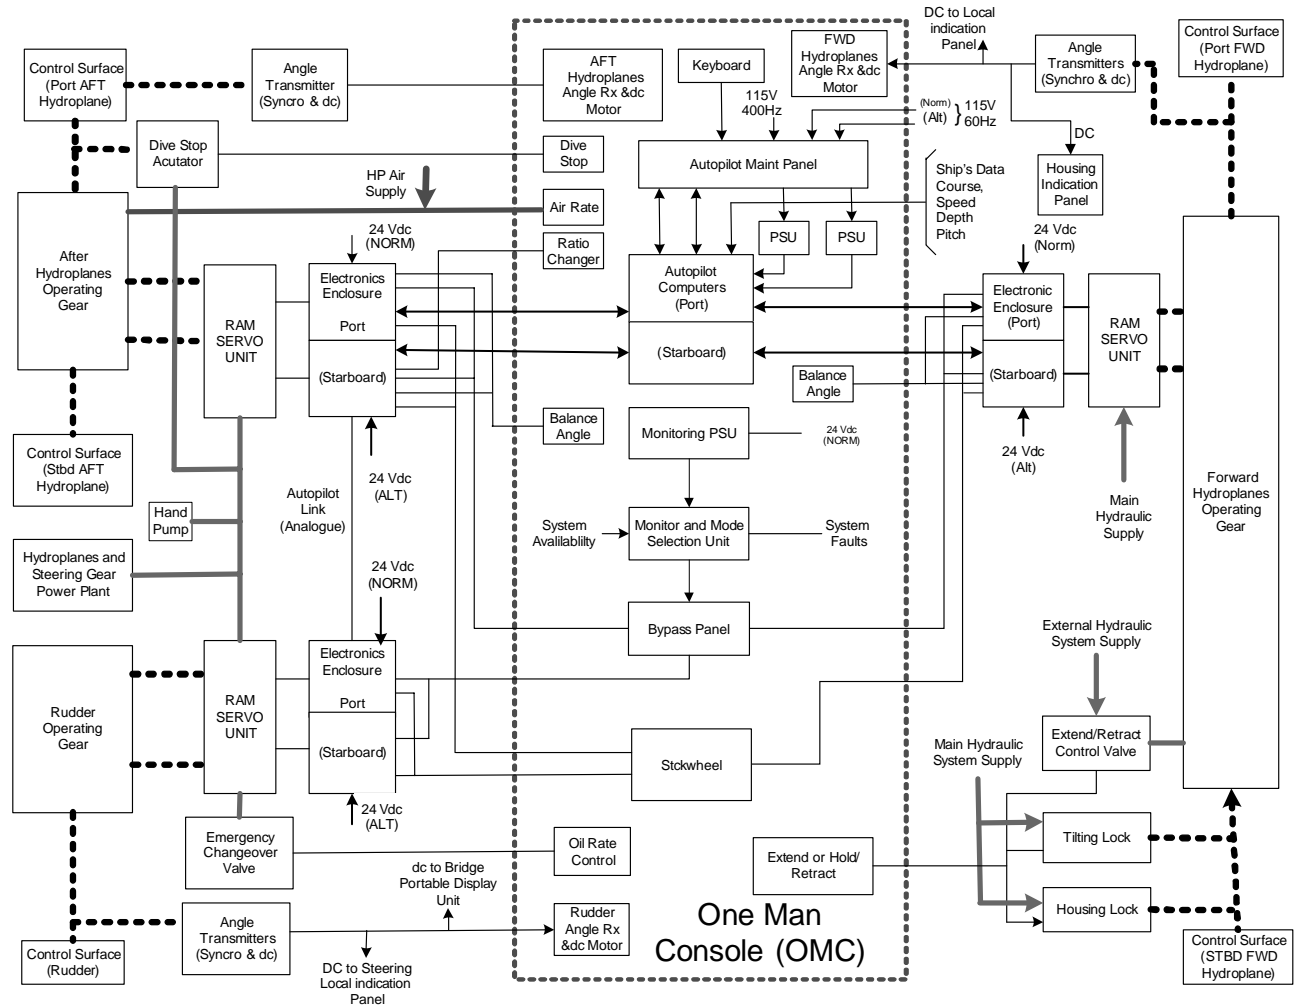 Control Surface
(Port AFT
Hydroplane)
Angle
Transmitter
(Syncro & dc)
AFT
Hydroplanes
Angle Rx &dc
Motor
Keyboard
FWD
Hydroplanes
Angle Rx &dc
Motor
DC to Local
indication
Panel
Angle
Transmitters
(Synchro & dc)
Control Surface
(Port FWD
Hydroplane)
115V
400Hz
(Norm)
(Alt)
}
115V
60Hz
DC
Dive Stop
Acutator
Dive
Stop
Autopilot Maint Panel
Housing
Indication
Panel
HP Air
Supply
Air Rate
Ship's Data
Course,
Speed
Depth
Pitch
PSU
PSU
24 Vdc
(NORM)
Ratio
Changer
24 Vdc
(Norm)
After
Hydroplanes
Operating
Gear
RAM
SERVO
UNIT
Electronics
Enclosure
Port
(Starboard)
Autopilot
Computers
(Port)
(Starboard)
Electronic
Enclosure
(Port)
(Starboard)
RAM
SERVO
UNIT
Balance
Angle
Balance
Angle
Monitoring PSU
24 Vdc
(NORM)
24 Vdc
(Alt)
Control Surface
(Stbd AFT
Hydroplane)
24 Vdc
(ALT)
Autopilot
Link
(Analogue)
Hand
Pump
System
Avalilablilty
Monitor and Mode
Selection Unit
System
Faults
Main
Hydraulic
Supply
Forward
Hydroplanes
Operating
Gear
Hydroplanes and
Steering Gear
Power Plant
24 Vdc
(NORM)
Bypass Panel
External Hydraulic
System Supply
Rudder
Operating
Gear
RAM
SERVO
UNIT
Electronics
Enclosure
Port
(Starboard)
Stckwheel
Extend/Retract
Control Valve
Main Hydraulic
System Supply
24 Vdc
(ALT)
Emergency
Changeover
Valve
Oil Rate
Control
Extend or Hold/
Retract
Tilting Lock
dc to Bridge
Portable Display
Unit
Housing Lock
Angle
Transmitters
(Syncro & dc)
Rudder
Angle Rx
&dc Motor
One Man
Console (OMC)
Control Surface
(Rudder)
DC to Steering
Local indication
Panel
Control Surface
(STBD FWD
Hydroplane)